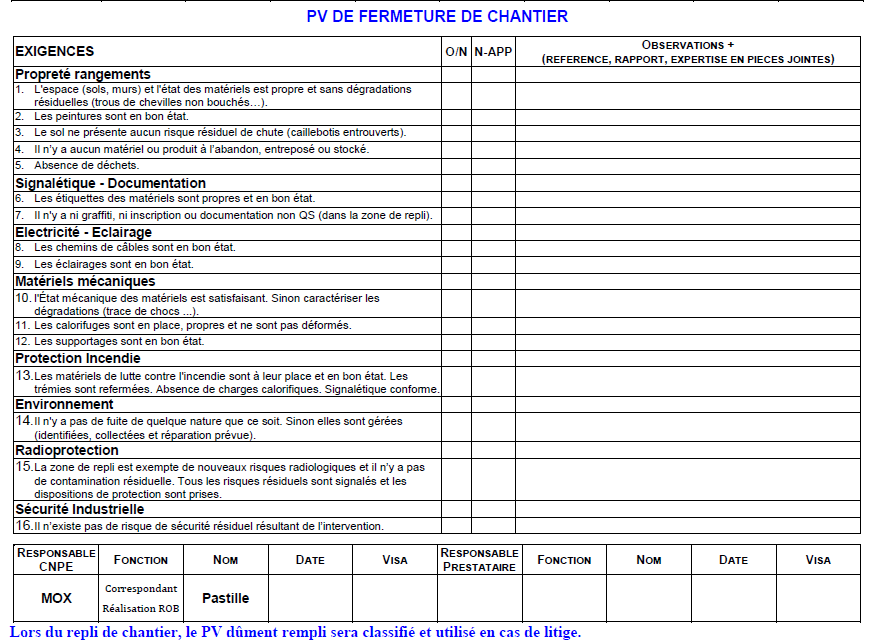 PV DE FERMETURE DE CHANTIER
EXIGENCES O/N N-APP OBSERVATIONS +
(REFERENCE, RAPPORT, EXPERTISE EN PIECES JOINTES)
Propreté rangements
1. L'espace (sols, murs) et l'état des matériels est propre et sans dégradations
résiduelles (trous de chevilles non bouchés…).
2. Les peintures sont en bon état.
3. Le sol ne présente aucun risque résiduel de chute (caillebotis entrouverts).
4. Il n'y a aucun matériel ou produit à l'abandon, entreposé ou stocké.
5. Absence de déchets.
Signalétique - Documentation
6. Les étiquettes des matériels sont propres et en bon état.
7. Il n'y a ni graffiti, ni inscription ou documentation non QS (dans la zone de repli).
Electricité - Eclairage
8. Les chemins de câbles sont en bon état.
9. Les éclairages sont en bon état.
Matériels mécaniques
10. l'État mécanique des matériels est satisfaisant. Sinon caractériser les
dégradations (trace de chocs ...).
11. Les calorifuges sont en place, propres et ne sont pas déformés.
12. Les supportages sont en bon état.
Protection Incendie
13. Les matériels de lutte contre l'incendie sont à leur place et en bon état. Les
trémies sont refermées. Absence de charges calorifiques. Signalétique conforme.
Environnement
14. Il n'y a pas de fuite de quelque nature que ce soit. Sinon elles sont gérées
(identifiées, collectées et réparation prévue).
Radioprotection
15. La zone de repli est exempte de nouveaux risques radiologiques et il n'y a pas
de contamination résiduelle. Tous les risques résiduels sont signalés et les
dispositions de protection sont prises.
Sécurité Industrielle
16. Il n'existe pas de risque de sécurité résiduel résultant de l'intervention.
RESPONSABLE CNPE FONCTION NOM DATE VISA RESPONSABLE PRESTATAIRE FONCTION NOM DATE VISA
MOX Correspondant Réalisation ROB Pastille
Lors du repli de chantier, le PV dûment rempli sera classifié et utilisé en cas de litige.